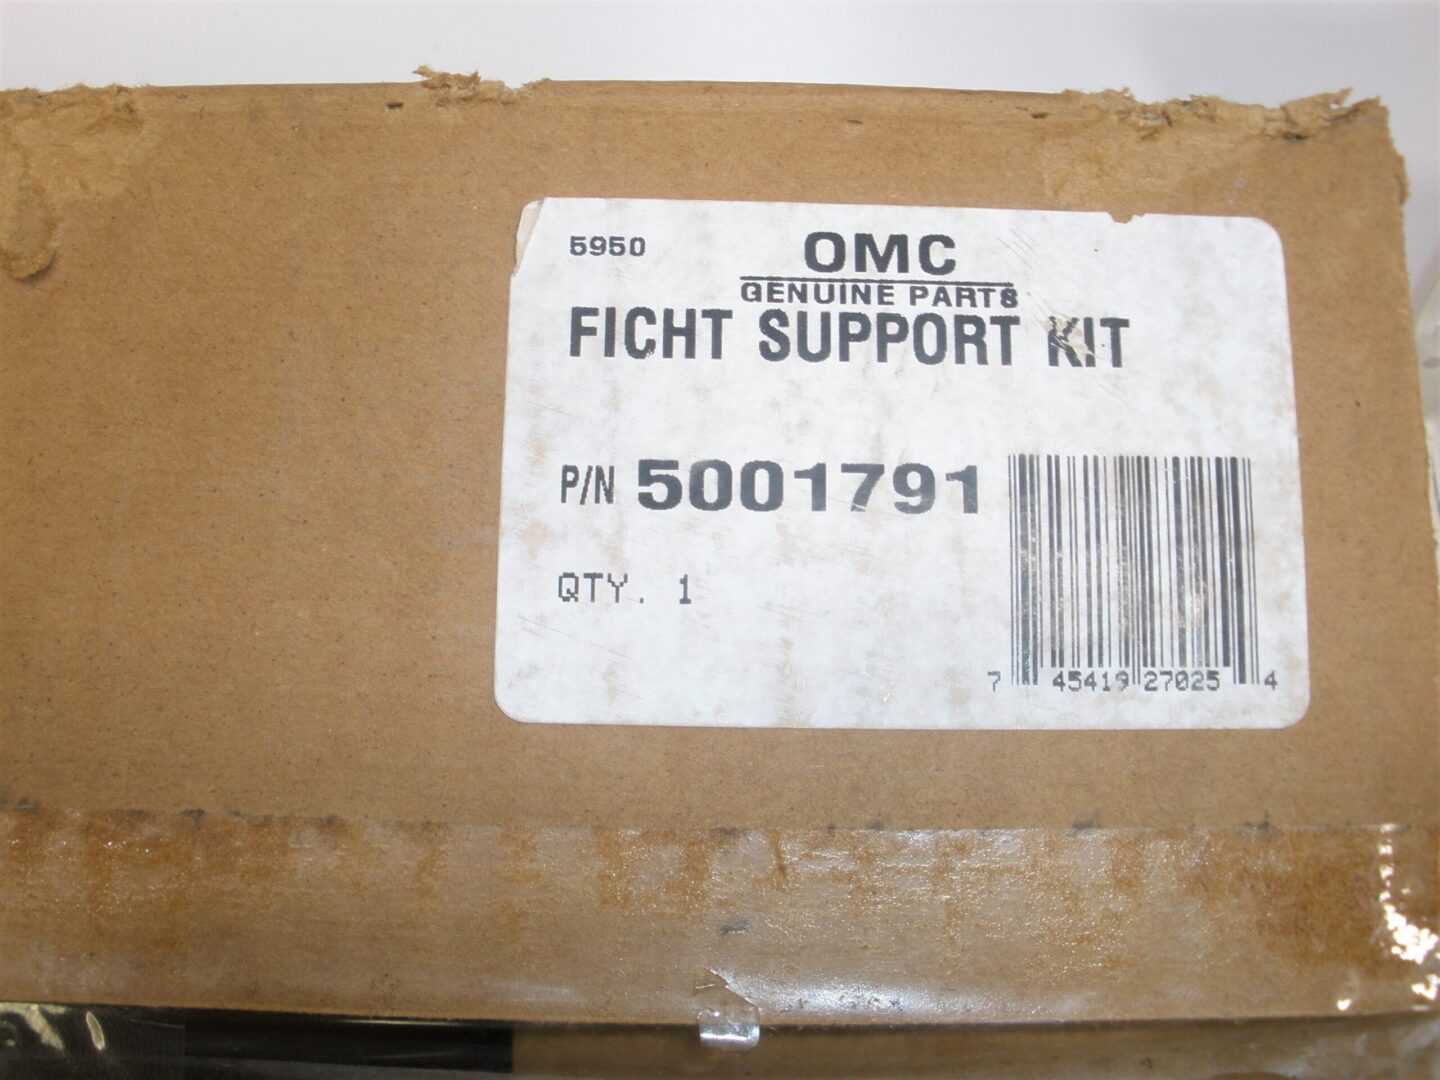 5950
OMC
GENUINE PARTS
FICHT SUPPORT KIT
P/N 5001791
QTY. 1
7 45419 27025 4